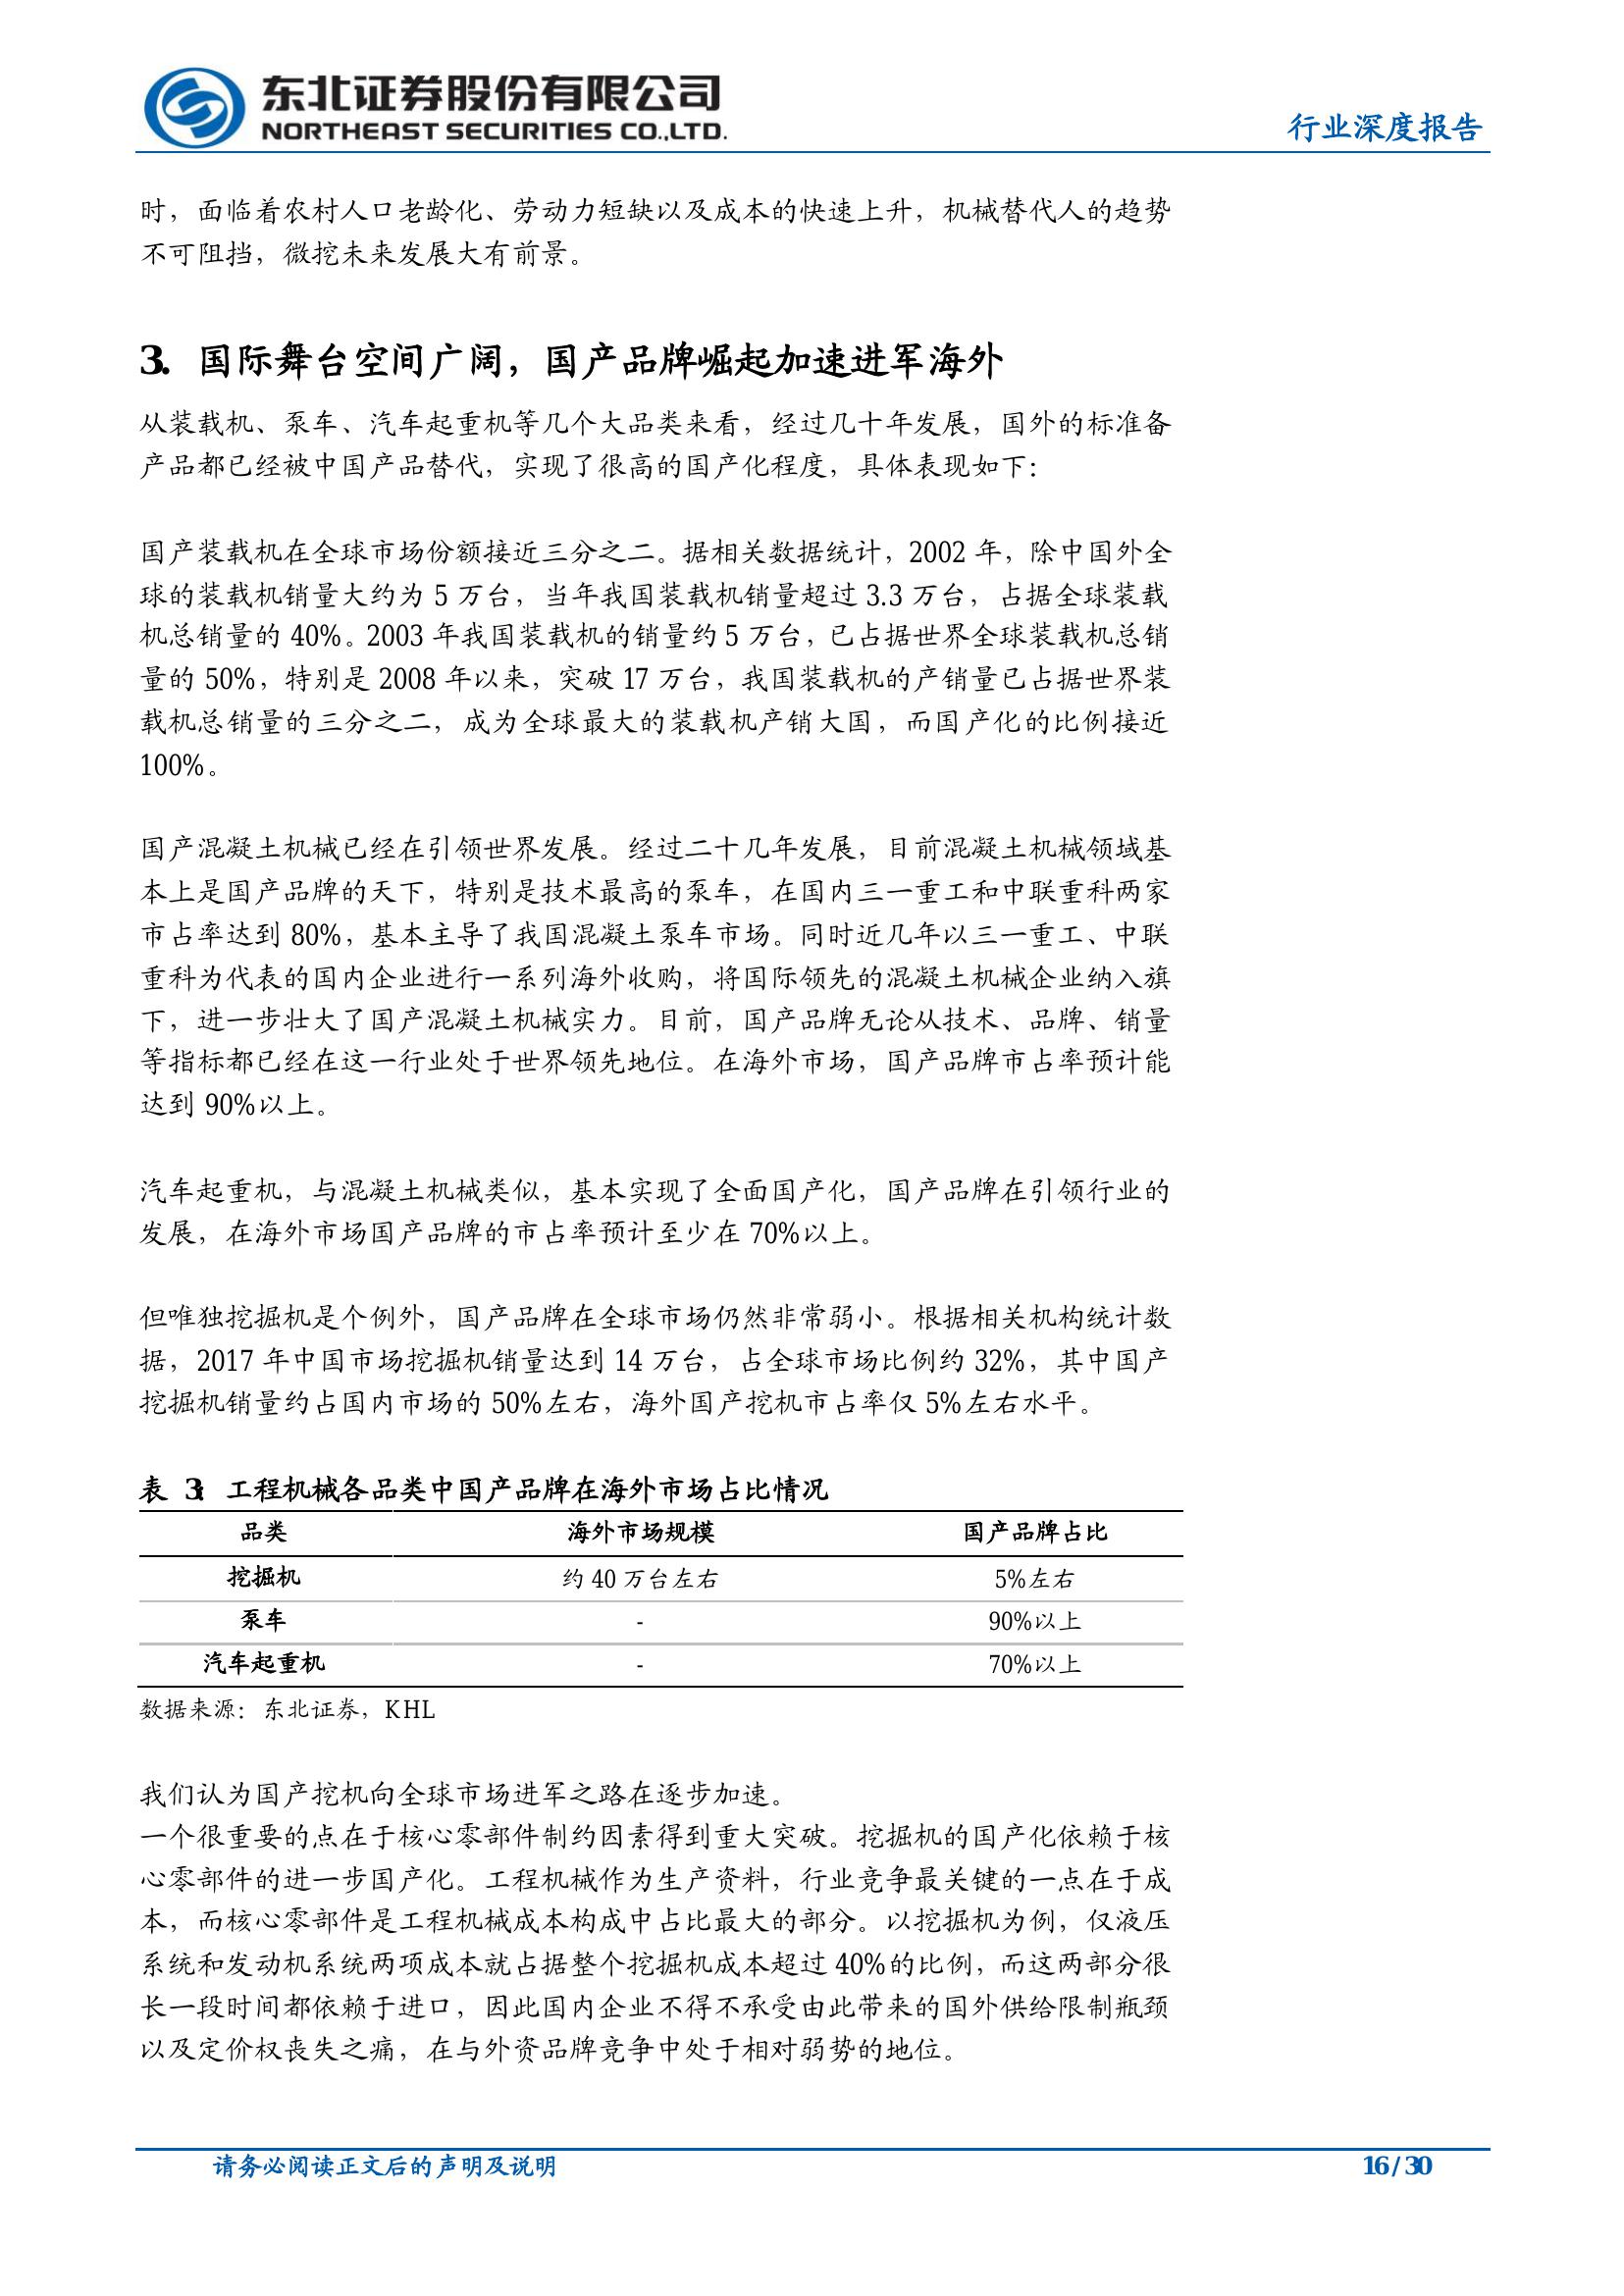 东北证券股份有限公司
NORTHEAST SECURITIES CO.,LTD.
行业深度报告
时，面临着农村人口老龄化、劳动力短缺以及成本的快速上升，机械替代人的趋势
不可阻挡，微挖未来发展大有前景。
3. 国际舞台空间广阔，国产品牌崛起加速进军海外
从装载机、泵车、汽车起重机等几个大品类来看，经过几十年发展，国外的标准备
产品都已经被中国产品替代，实现了很高的国产化程度，具体表现如下：
国产装载机在全球市场份额接近三分之二。据相关数据统计，2002 年，除中国外全
球的装载机销量大约为 5 万台，当年我国装载机销量超过 3.3 万台，占据全球装载
机总销量的 40%。2003 年我国装载机的销量约 5 万台，已占据世界全球装载机总销
量的 50%，特别是 2008 年以来，突破 17 万台，我国装载机的产销量已占据世界装
载机总销量的三分之二，成为全球最大的装载机产销大国，而国产化的比例接近
100%。
国产混凝土机械已经在引领世界发展。经过二十几年发展，目前混凝土机械领域基
本上是国产品牌的天下，特别是技术最高的泵车，在国内三一重工和中联重科两家
市占率达到 80%，基本主导了我国混凝土泵车市场。同时近几年以三一重工、中联
重科为代表的国内企业进行一系列海外收购，将国际领先的混凝土机械企业纳入旗
下，进一步壮大了国产混凝土机械实力。目前，国产品牌无论从技术、品牌、销量
等指标都已经在这一行业处于世界领先地位。在海外市场，国产品牌市占率预计能
达到 90%以上。
汽车起重机，与混凝土机械类似，基本实现了全面国产化，国产品牌在引领行业的
发展，在海外市场国产品牌的市占率预计至少在 70%以上。
但唯独挖掘机是个例外，国产品牌在全球市场仍然非常弱小。根据相关机构统计数
据，2017 年中国市场挖掘机销量达到 14 万台，占全球市场比例约 32%，其中国产
挖掘机销量约占国内市场的 50%左右，海外国产挖机市占率仅 5%左右水平。
表 3: 工程机械各品类中国产品牌在海外市场占比情况
品类 海外市场规模 国产品牌占比
挖掘机 约 40 万台左右 5%左右
泵车 - 90%以上
汽车起重机 - 70%以上
数据来源：东北证券，KHL
我们认为国产挖机向全球市场进军之路在逐步加速。
一个很重要的点在于核心零部件制约因素得到重大突破。挖掘机的国产化依赖于核
心零部件的进一步国产化。工程机械作为生产资料，行业竞争最关键的一点在于成
本，而核心零部件是工程机械成本构成中占比最大的部分。以挖掘机为例，仅液压
系统和发动机系统两项成本就占据整个挖掘机成本超过 40%的比例，而这两部分很
长一段时间都依赖于进口，因此国内企业不得不承受由此带来的国外供给限制瓶颈
以及定价权丧失之痛，在与外资品牌竞争中处于相对弱势的地位。
请务必阅读正文后的声明及说明 16 / 30